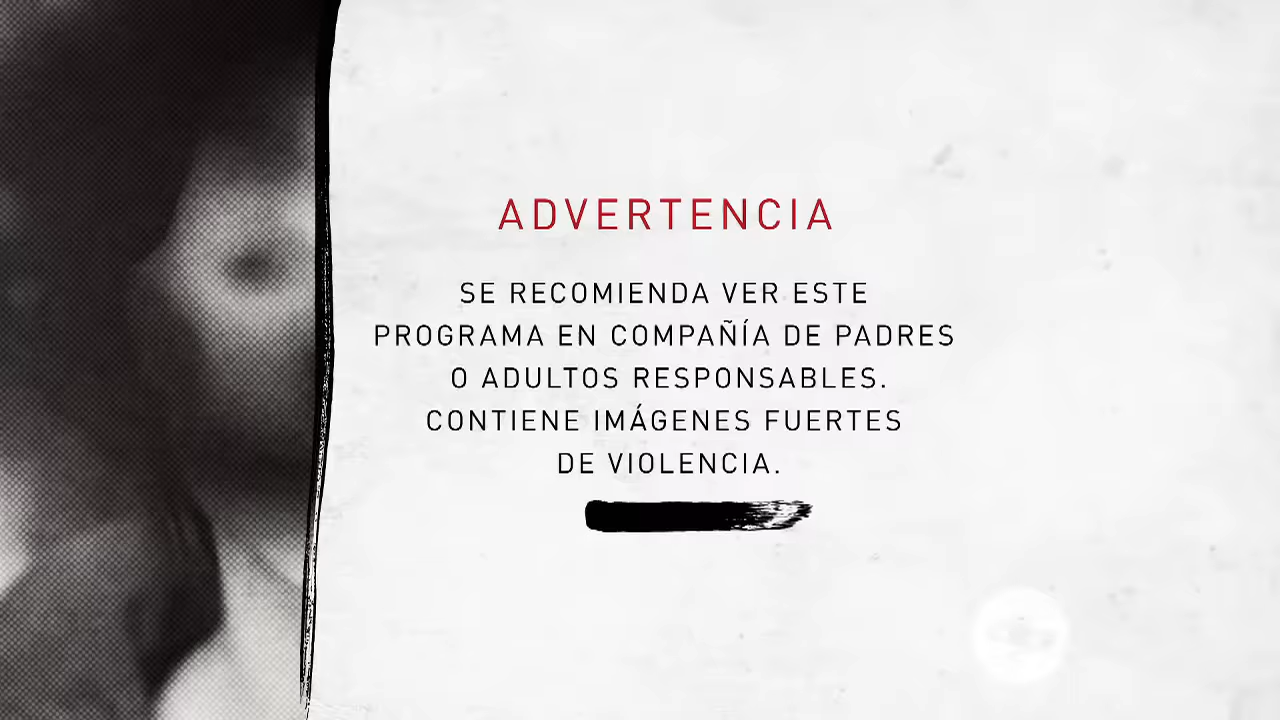 ADVERTENCIA
SE RECOMIENDA VER ESTE
PROGRAMA EN COMPAÑÍA DE PADRES
O ADULTOS RESPONSABLES.
CONTIENE IMÁGENES FUERTES
DE VIOLENCIA.